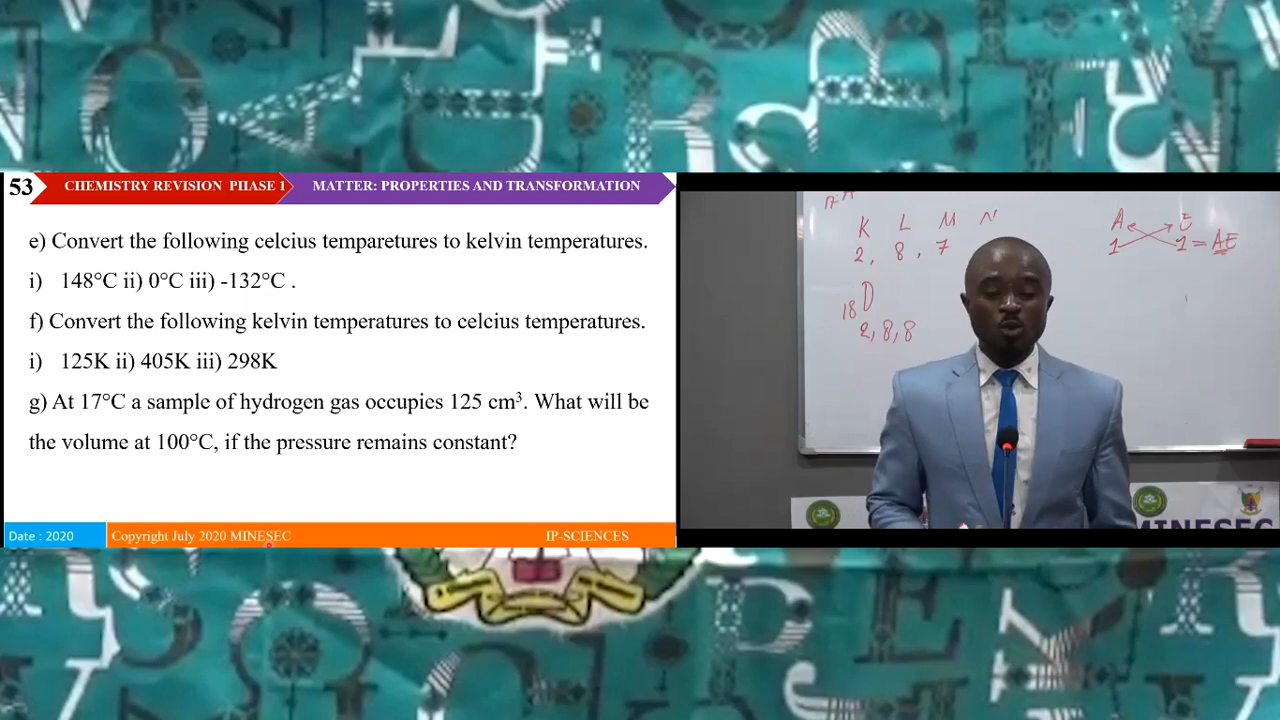 53 CHEMISTRY REVISION PHASE 1 MATTER: PROPERTIES AND TRANSFORMATION
e) Convert the following celcius temparetures to kelvin temperatures.
i) 148°C ii) 0°C iii) -132°C .
f) Convert the following kelvin temperatures to celcius temperatures.
i) 125K ii) 405K iii) 298K
g) At 17°C a sample of hydrogen gas occupies 125 cm³. What will be
the volume at 100°C, if the pressure remains constant?
Date : 2020 Copyright July 2020 MINESEC IP-SCIENCES
K L M N
2, 8, 7
18 D
2,8,8
A E
1 1 = AE
MINESEC